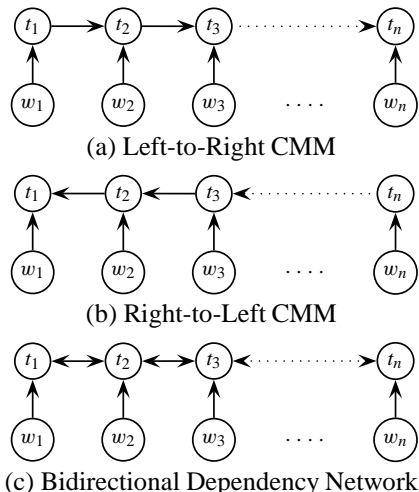 t1 t2 t3 tn
w1 w2 w3 . . . . wn
(a) Left-to-Right CMM
t1 t2 t3 tn
w1 w2 w3 . . . . wn
(b) Right-to-Left CMM
t1 t2 t3 tn
w1 w2 w3 . . . . wn
(c) Bidirectional Dependency Network